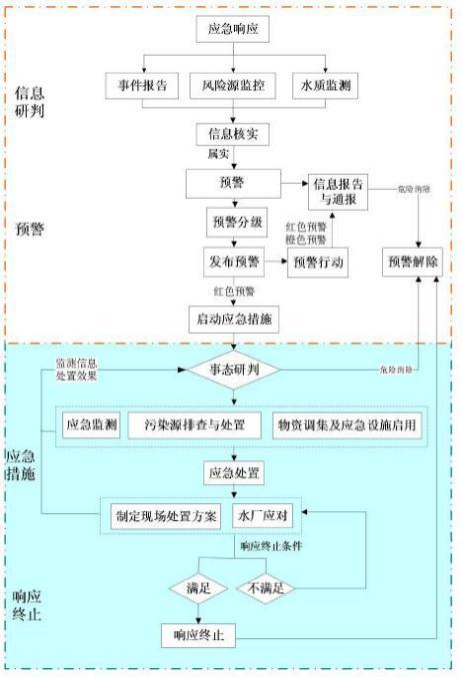 应急响应
信息
研判
事件报告
风险源监控
水质监测
信息核实
属实
预警
预警
信息报告
与通报
危险消除
预警分级
红色预警
橙色预警
发布预警
预警行动
预警解除
红色预警
启动应急措施
监测信息
处置效果
事态研判
危险消除
应急
措施
应急监测
污染源排查与处置
物资调集及应急设施启用
应急处置
制定现场处置方案
水厂应对
响应终止条件
响应
终止
满足
不满足
响应终止